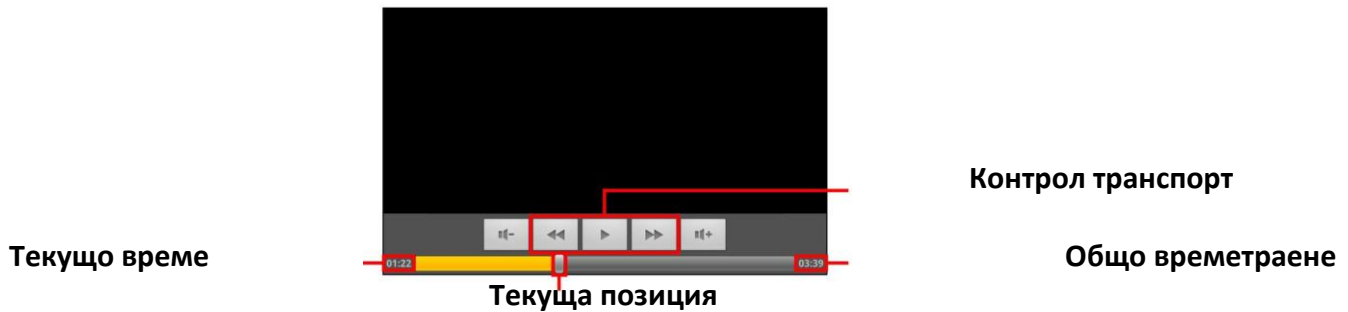 Контрол транспорт
Текущо време
01:22
03:39
Общо времетраене
Текуща позиция